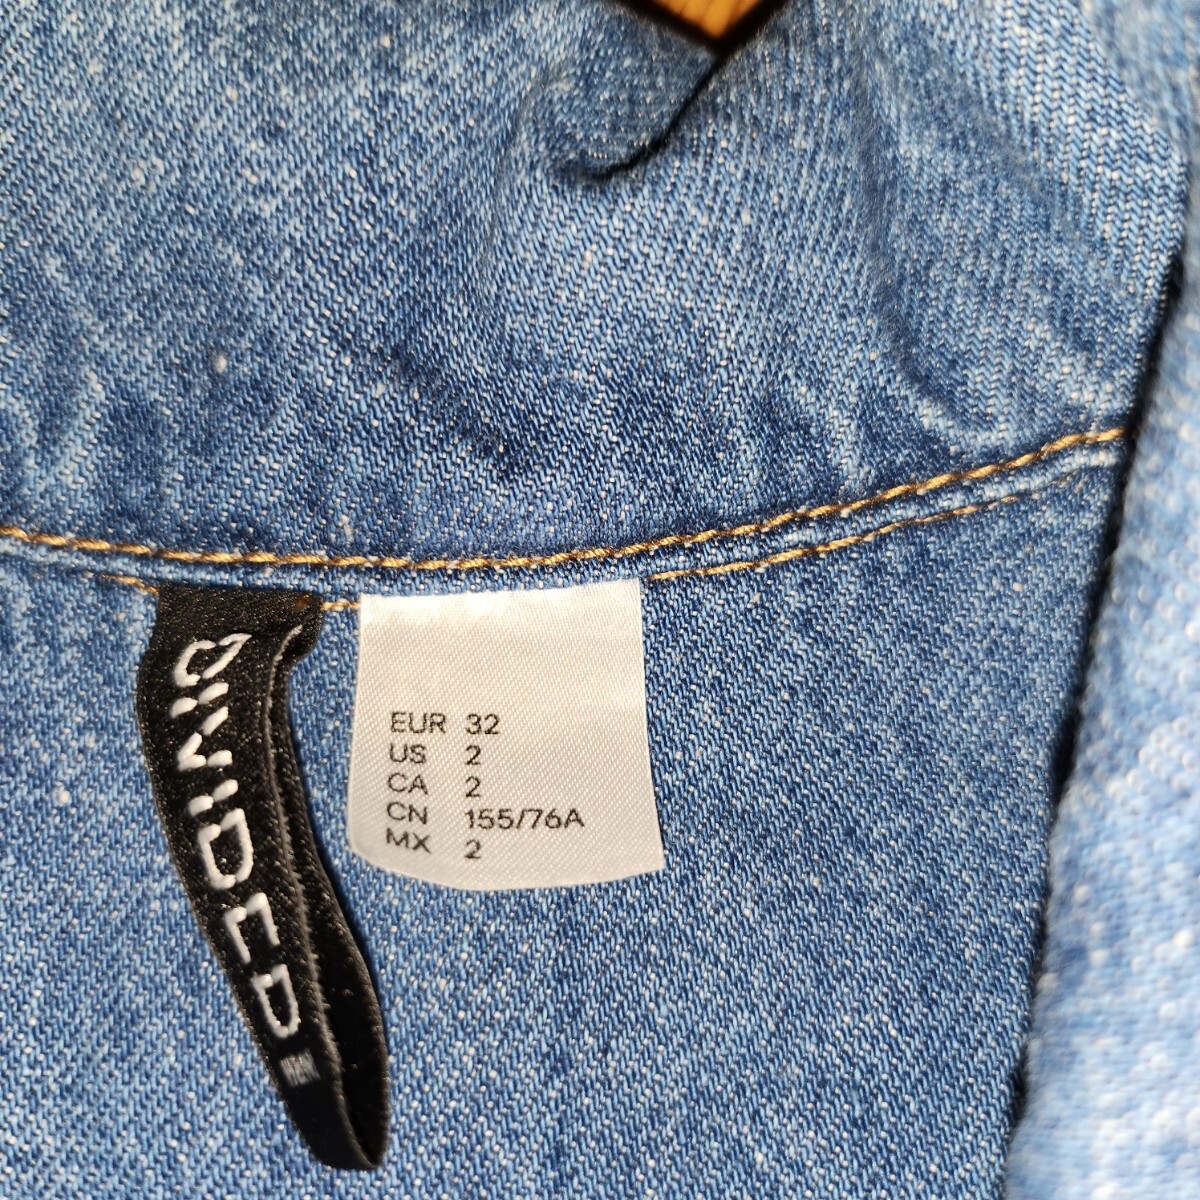 DIVIDED
EUR 32
US 2
CA 2
CN 155/76A
MX 2